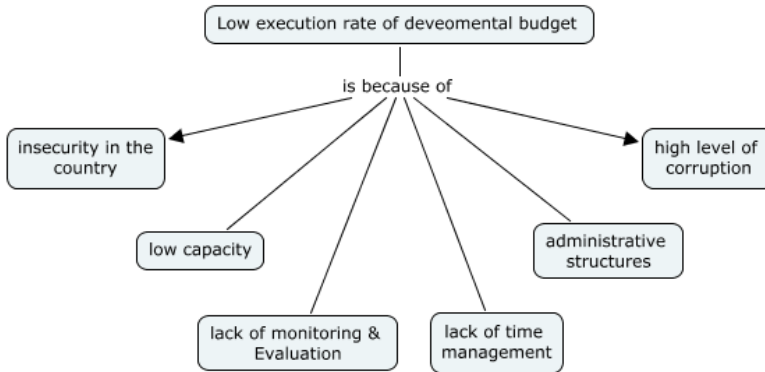 Low execution rate of deveomental budget
is because of
insecurity in the
country
high level of
corruption
low capacity
administrative
structures
lack of monitoring &
Evaluation
lack of time
management